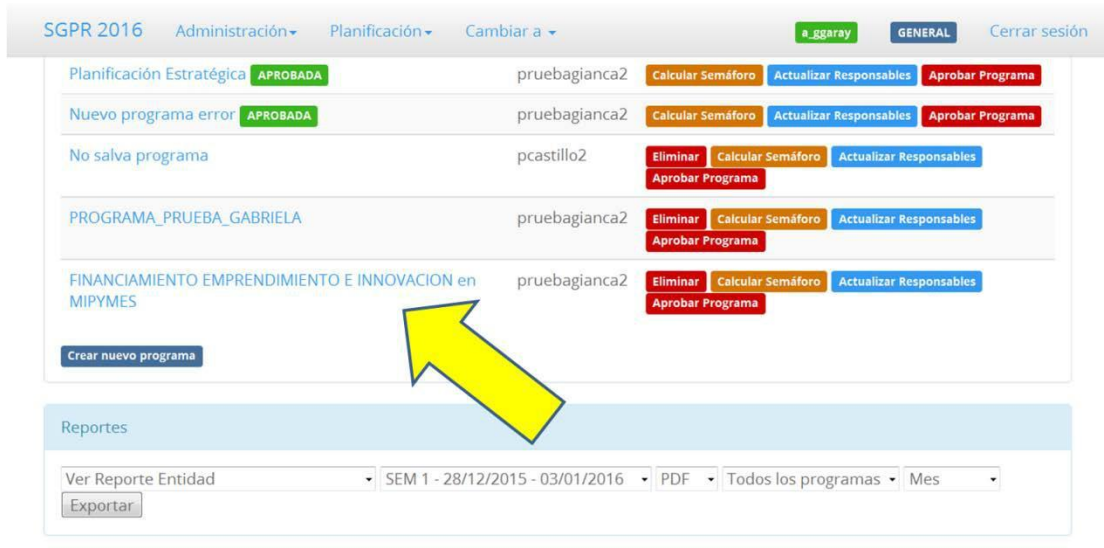 SGPR 2016 Administración Planificación Cambiar a a_ggaray GENERAL Cerrar sesión
Planificación Estratégica APROBADA pruebagianca2 Calcular Semáforo Actualizar Responsables Aprobar Programa
Nuevo programa error APROBADA pruebagianca2 Calcular Semáforo Actualizar Responsables Aprobar Programa
No salva programa pcastillo2 Eliminar Calcular Semáforo Actualizar Responsables
Aprobar Programa
PROGRAMA_PRUEBA_GABRIELA pruebagianca2 Eliminar Calcular Semáforo Actualizar Responsables
Aprobar Programa
FINANCIAMIENTO EMPRENDIMIENTO E INNOVACION en pruebagianca2 Eliminar Calcular Semáforo Actualizar Responsables
MIPYMES Aprobar Programa
Crear nuevo programa
Reportes
Ver Reporte Entidad SEM 1 - 28/12/2015 - 03/01/2016 PDF Todos los programas Mes
Exportar